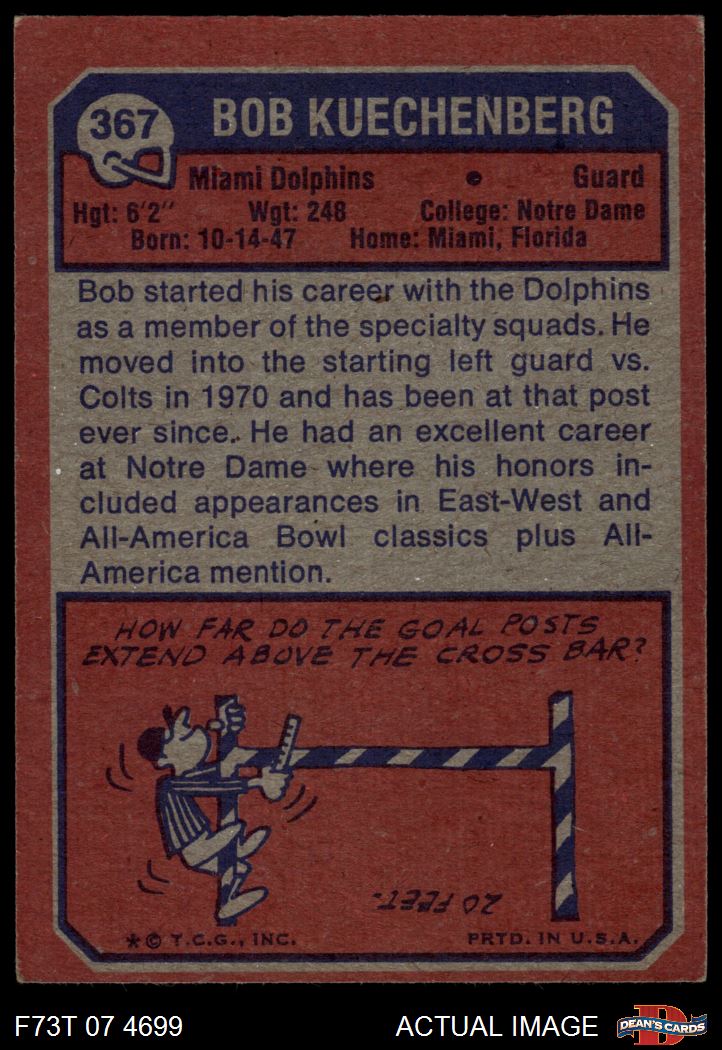 367
BOB KUECHENBERG
Miami Dolphins • Guard
Hgt: 6'2" Wgt: 248 College: Notre Dame
Born: 10-14-47 Home: Miami, Florida
Bob started his career with the Dolphins
as a member of the specialty squads. He
moved into the starting left guard vs.
Colts in 1970 and has been at that post
ever since. He had an excellent career
at Notre Dame where his honors in-
cluded appearances in East-West and
All-America Bowl classics plus All-
America mention.
HOW FAR DO THE GOAL POSTS
EXTEND ABOVE THE CROSS BAR?
20 FEET.
*© T.C.G., INC. PRTD. IN U.S.A.
F73T 07 4699 ACTUAL IMAGE
D
DEAN'S CARDS